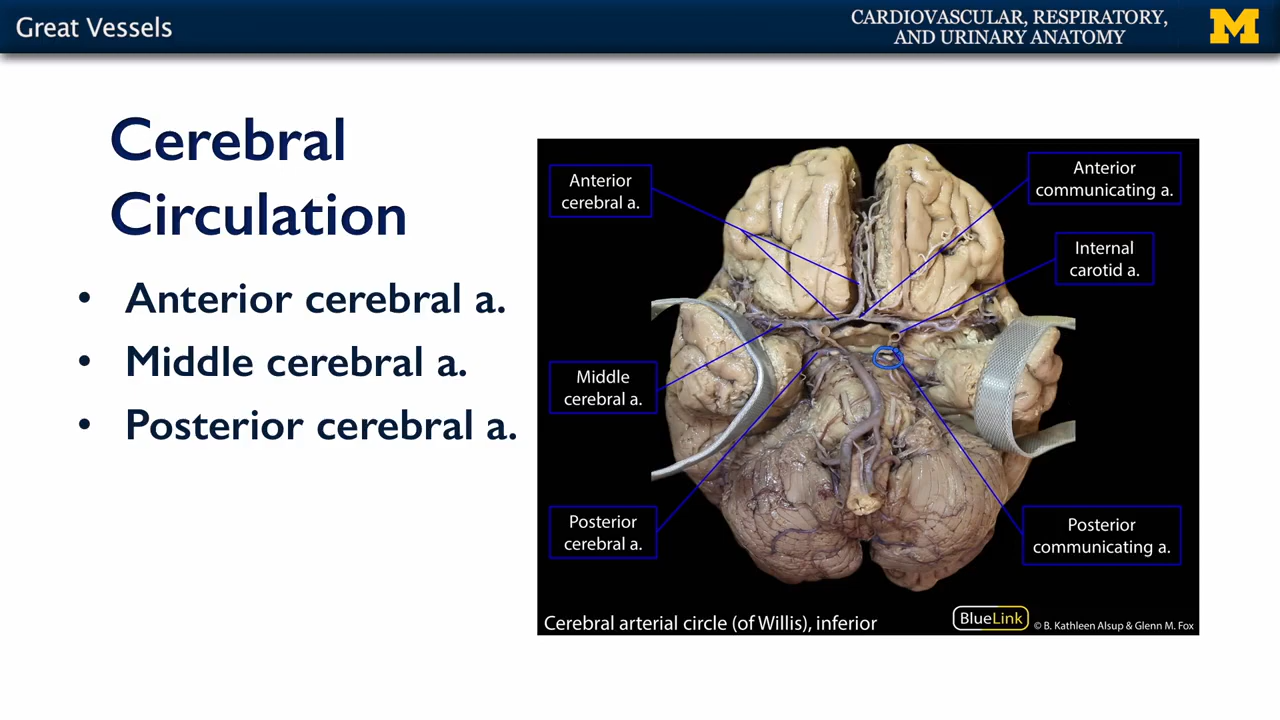 Great Vessels
CARDIOVASCULAR, RESPIRATORY,
AND URINARY ANATOMY
M
Cerebral
Circulation
• Anterior cerebral a.
• Middle cerebral a.
• Posterior cerebral a.
Anterior
cerebral a.
Anterior
communicating a.
Internal
carotid a.
Middle
cerebral a.
Posterior
cerebral a.
Posterior
communicating a.
Cerebral arterial circle (of Willis), inferior
BlueLink
© B. Kathleen Alsup & Glenn M. Fox